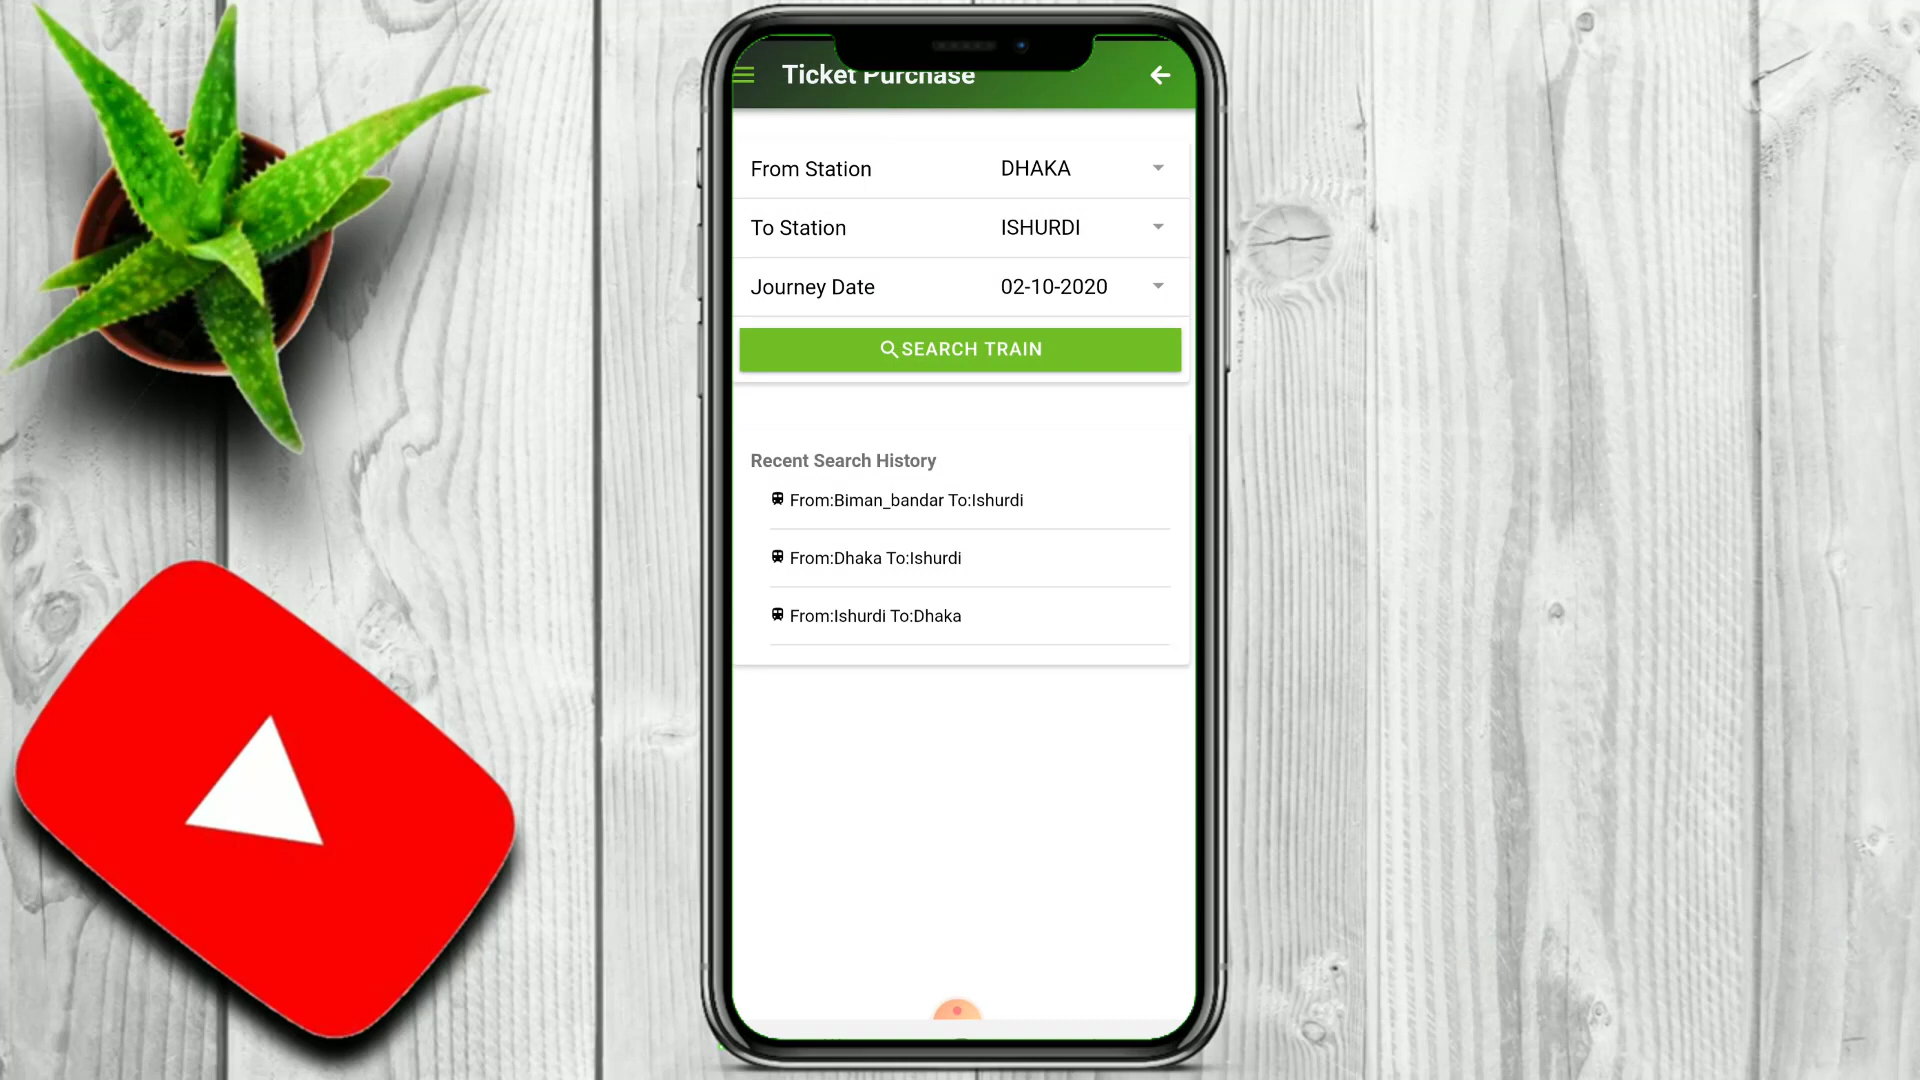 Ticket Purchase
From Station DHAKA
To Station ISHURDI
Journey Date 02-10-2020
SEARCH TRAIN
Recent Search History
From:Biman_bandar To:Ishurdi
From:Dhaka To:Ishurdi
From:Ishurdi To:Dhaka